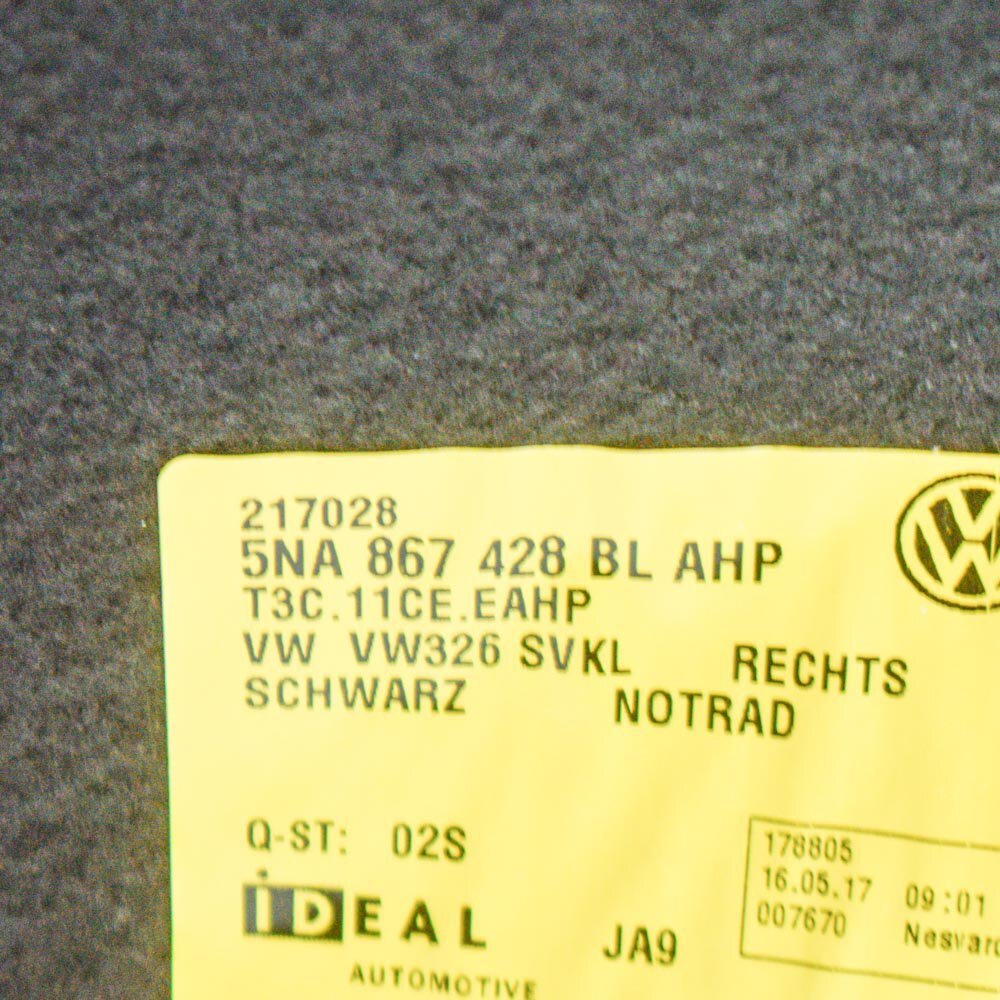 217028
5NA 867 428 BL AHP
T3C.11CE.EAHP
VW VW326 SVKL RECHTS
SCHWARZ NOTRAD
Q-ST: 02S
iDEAL
AUTOMOTIVE
JA9
178805
16.05.17 09:01
007670